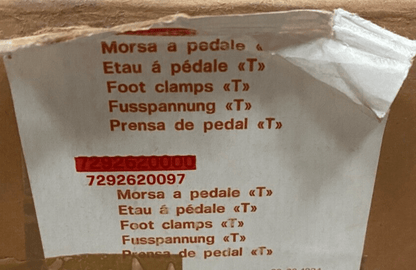 Morsa a pedale
Etau á pédale «T»
Foot clamps «T»
Fusspannung «T»
Prensa de pedal «T»
7292620000
7292620097
Morsa a pedale «T»
Etau á pédale «T»
Foot clamps «T»
Fusspannung «T»
Prensa de pedal «T»